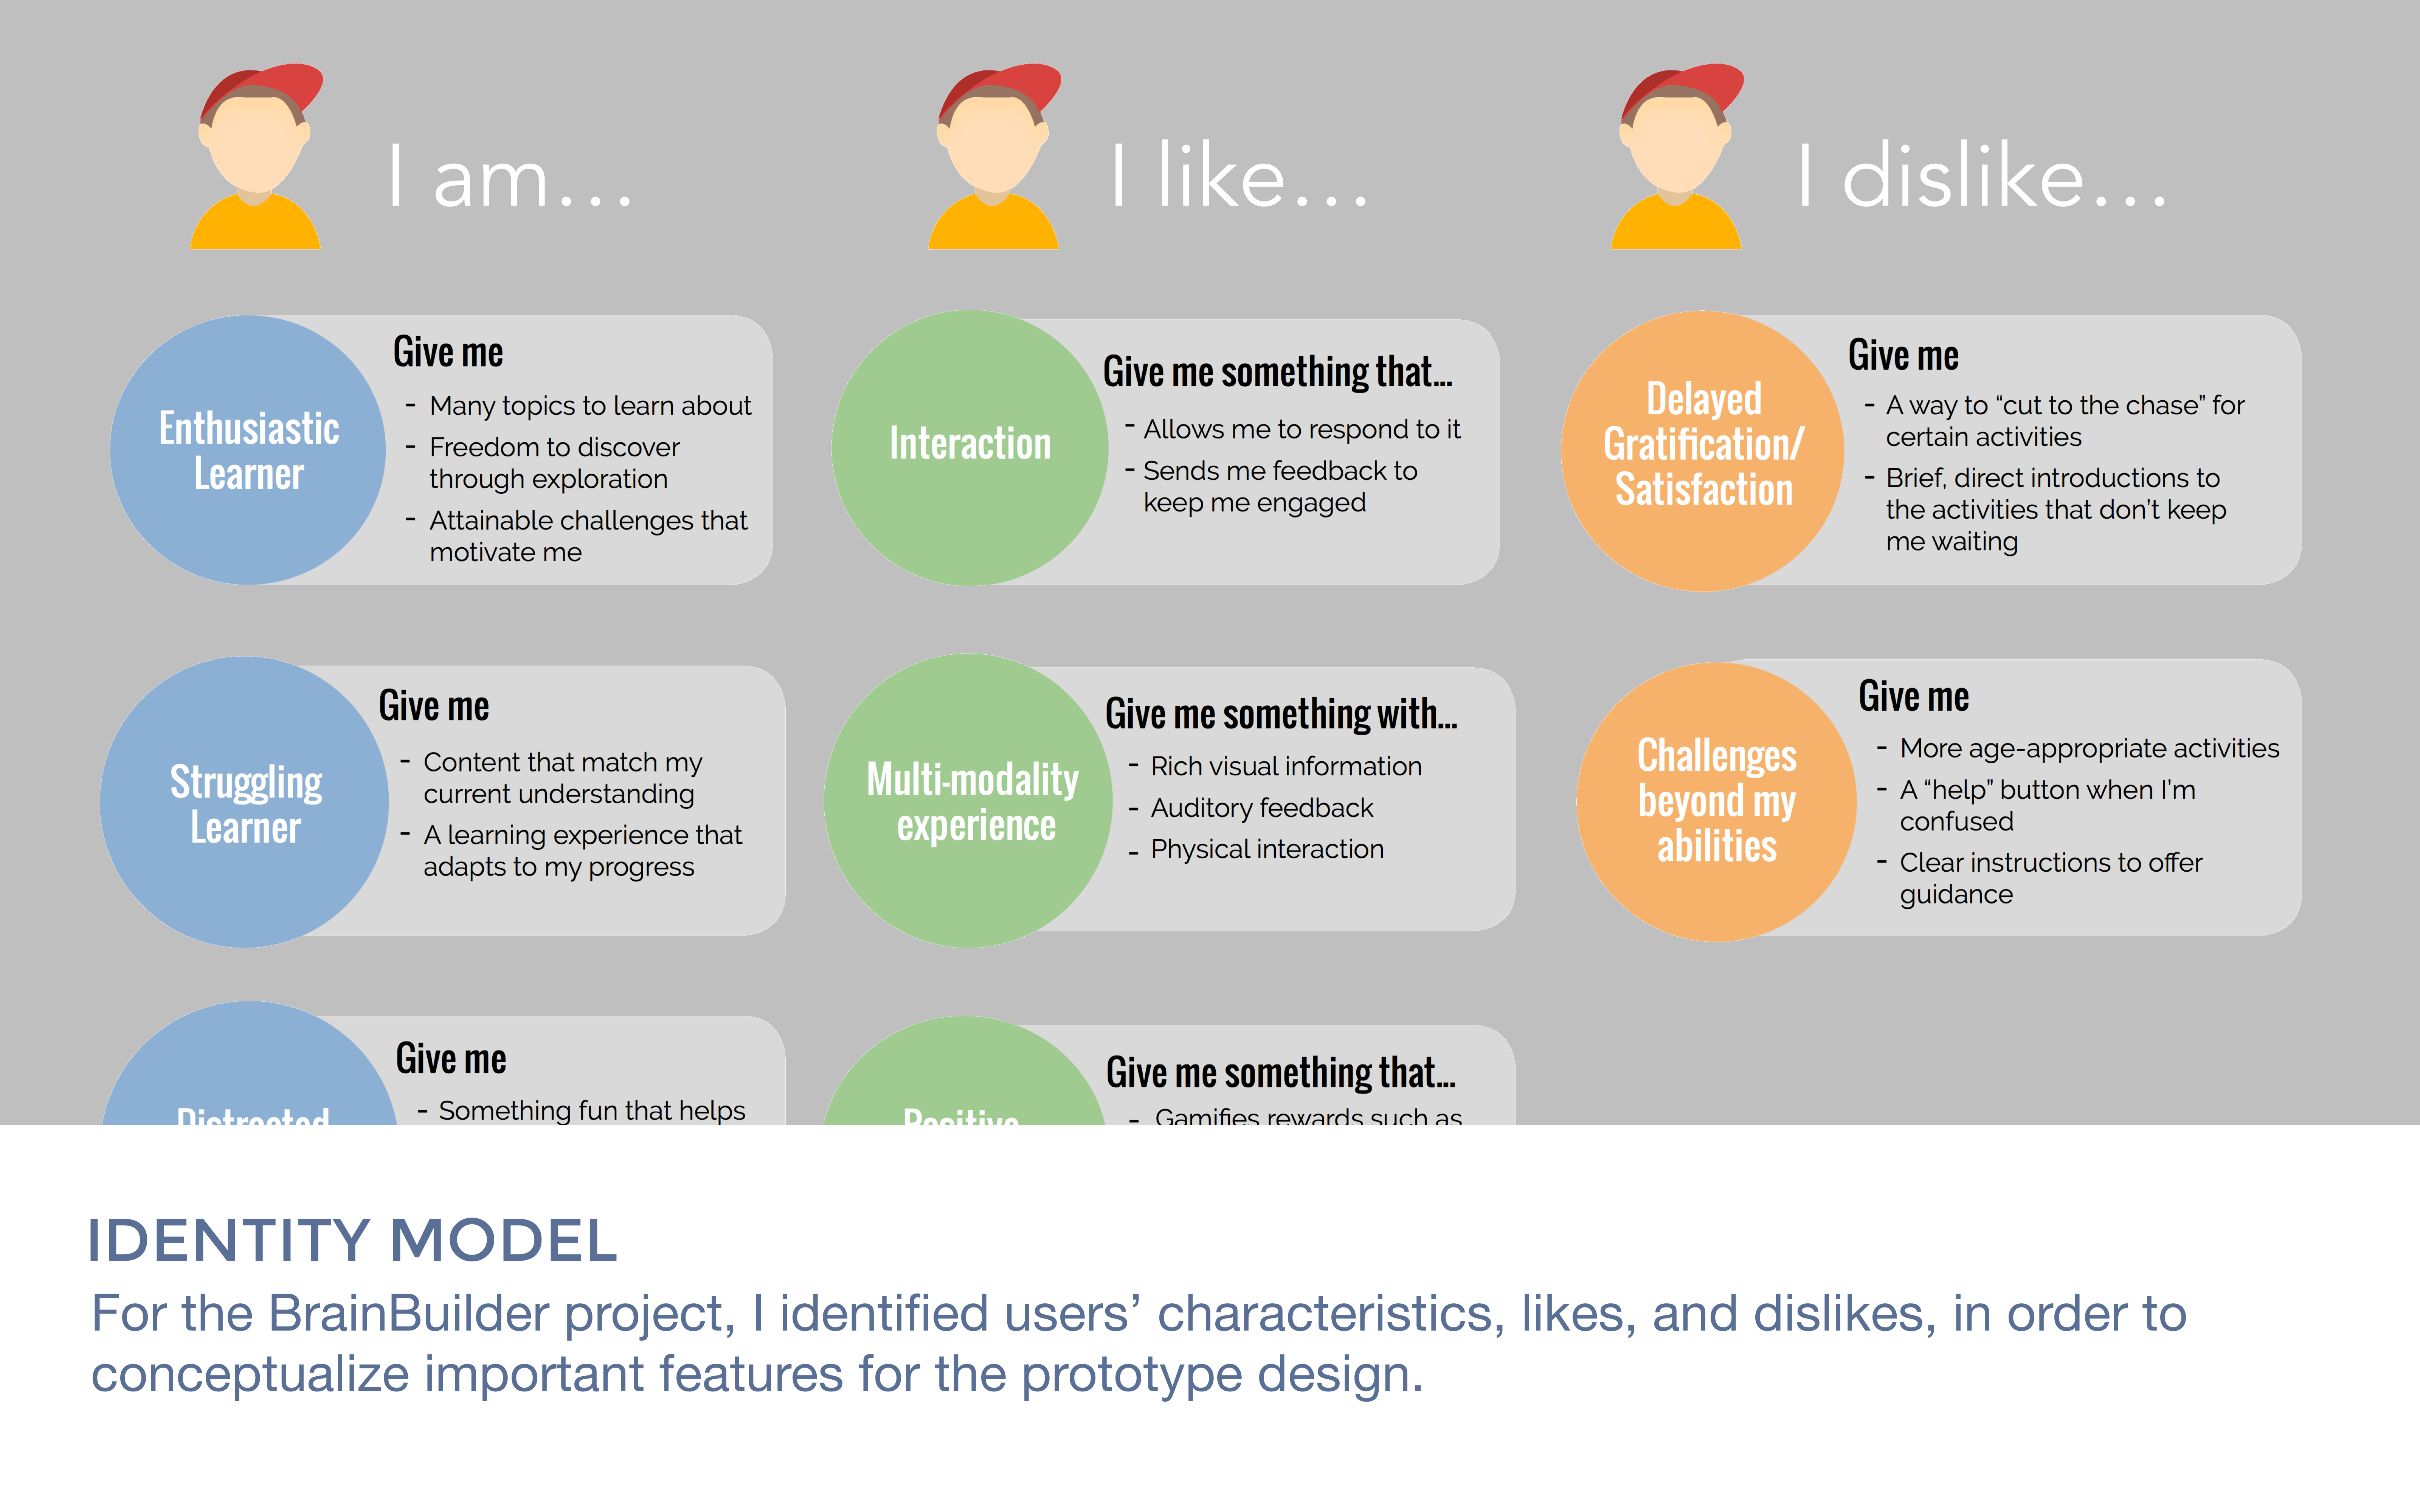 I am...
Enthusiastic
Learner
Give me
- Many topics to learn about
- Freedom to discover
through exploration
- Attainable challenges that
motivate me
Struggling
Learner
Give me
- Content that match my
current understanding
- A learning experience that
adapts to my progress
Distracted
Give me
- Something fun that helps
I like...
Interaction
Give me something that...
- Allows me to respond to it
- Sends me feedback to
keep me engaged
Multi-modality
experience
Give me something with...
- Rich visual information
- Auditory feedback
- Physical interaction
Positive
Give me something that...
- Gamifies rewards such as
I dislike...
Delayed
Gratification/
Satisfaction
Give me
- A way to “cut to the chase” for
certain activities
- Brief, direct introductions to
the activities that don’t keep
me waiting
Challenges
beyond my
abilities
Give me
- More age-appropriate activities
- A “help” button when I’m
confused
- Clear instructions to offer
guidance
IDENTITY MODEL
For the BrainBuilder project, I identified users’ characteristics, likes, and dislikes, in order to
conceptualize important features for the prototype design.